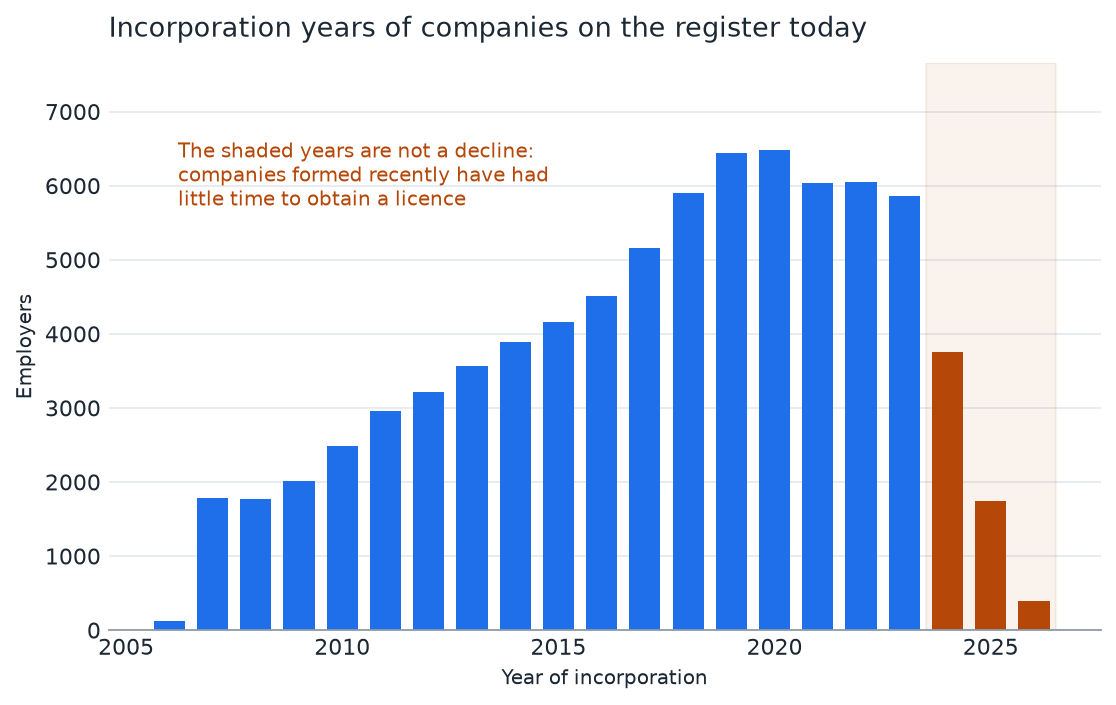 Incorporation years of companies on the register today
7000
6000
5000
4000
3000
2000
1000
0
Employers
The shaded years are not a decline:
companies formed recently have had
little time to obtain a licence
2005 2010 2015 2020 2025
Year of incorporation